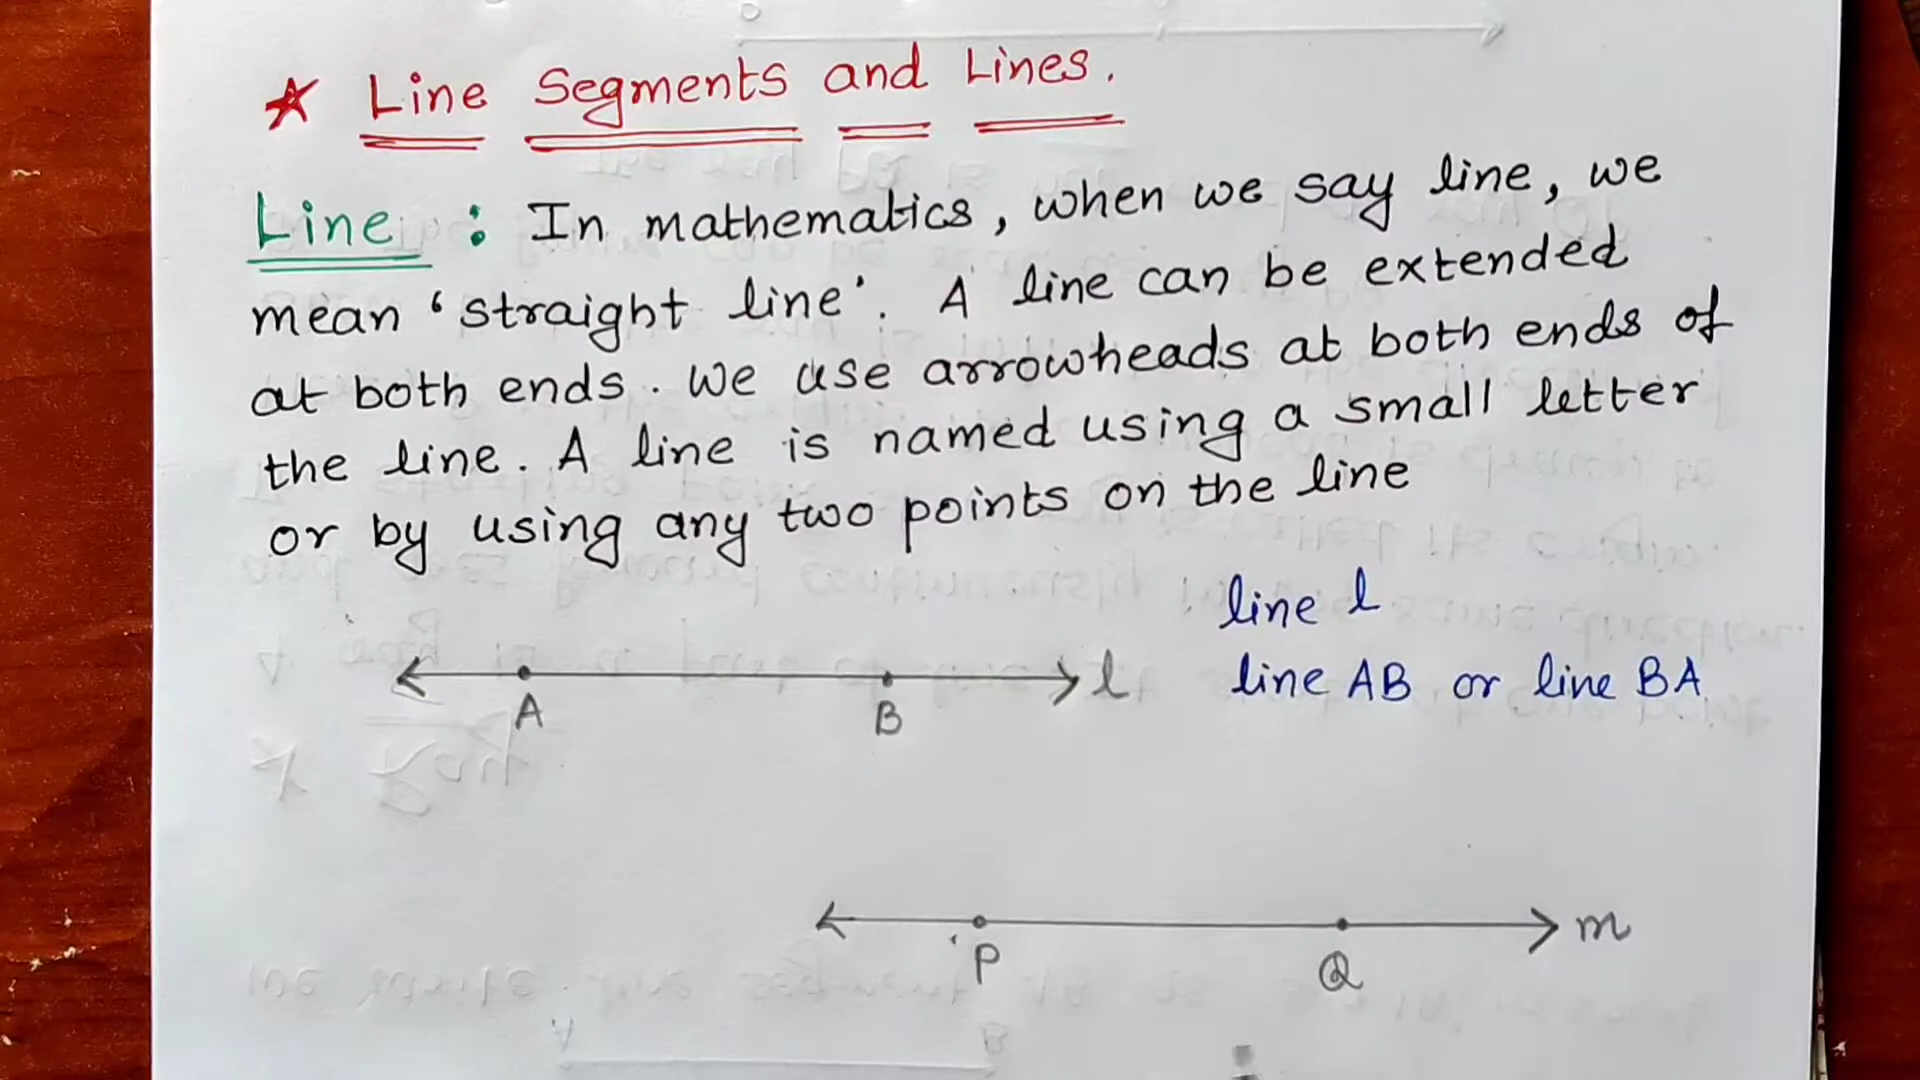 ★ Line Segments and Lines.
Line : In mathematics, when we say line, we
mean 'straight line'. A line can be extended
at both ends. We use arrowheads at both ends of
the line. A line is named using a small letter
or by using any two points on the line
line l
l line AB or line BA
A B
m
P Q